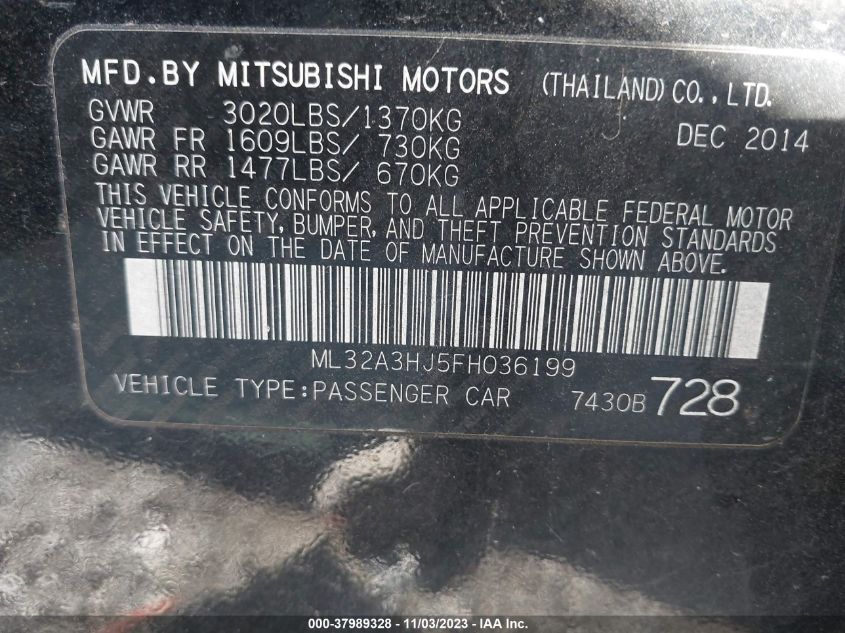 MFD.BY MITSUBISHI MOTORS (THAILAND) CO., LTD.
GVWR 3020LBS/1370KG DEC 2014
GAWR FR 1609LBS/ 730KG
GAWR RR 1477LBS/ 670KG
THIS VEHICLE CONFORMS TO ALL APPLICABLE FEDERAL MOTOR
VEHICLE SAFETY, BUMPER, AND THEFT PREVENTION STANDARDS
IN EFFECT ON THE DATE OF MANUFACTURE SHOWN ABOVE.
ML32A3HJ5FH036199
VEHICLE TYPE:PASSENGER CAR 7430B 728
000-37989328 - 11/03/2023 - IAA Inc.